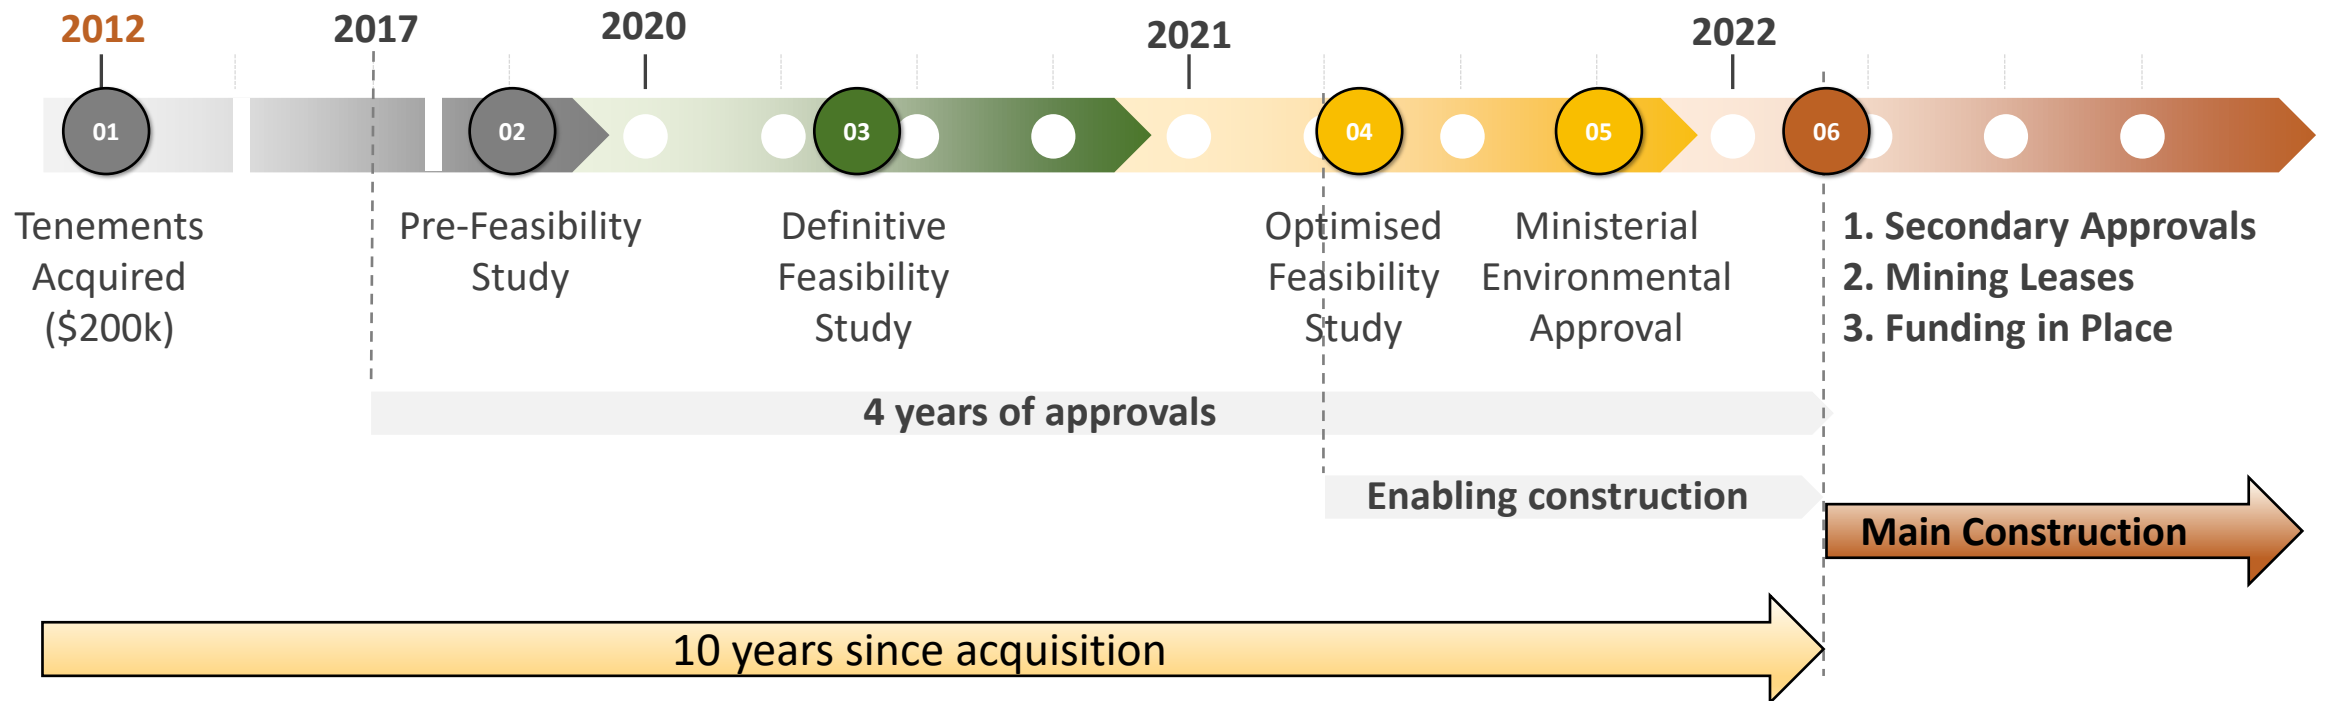 2012
2017
2020
2021
2022
01
02
03
04
05
06
Tenements
Acquired
($200k)
Pre-Feasibility
Study
Definitive
Feasibility
Study
Optimised
Feasibility
Study
Ministerial
Environmental
Approval
1. Secondary Approvals
2. Mining Leases
3. Funding in Place
4 years of approvals
Enabling construction
Main Construction
10 years since acquisition